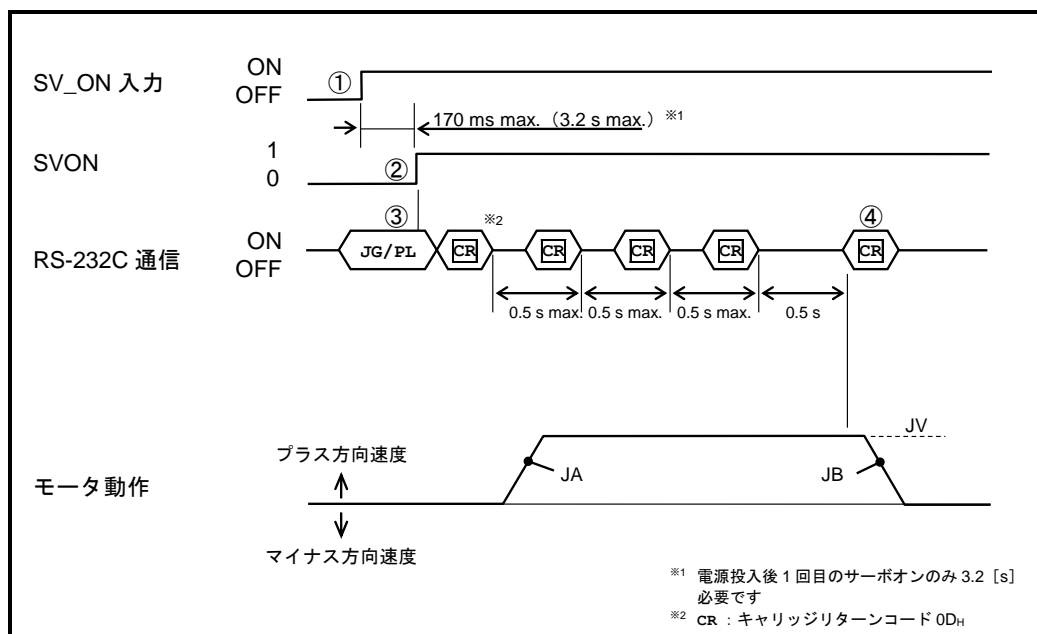 SV_ON 入力
ON
OFF
①
170 ms max.（3.2 s max.）※1
SVON
1
0
②
③
※2
④
RS-232C 通信
ON
OFF
JG/PL
CR
CR
CR
CR
CR
0.5 s max.
0.5 s max.
0.5 s max.
0.5 s
JV
プラス方向速度
JA
JB
モータ動作
マイナス方向速度
※1 電源投入後 1 回目のサーボオンのみ 3.2［s］
必要です
※2 CR ：キャリッジリターンコード 0DH